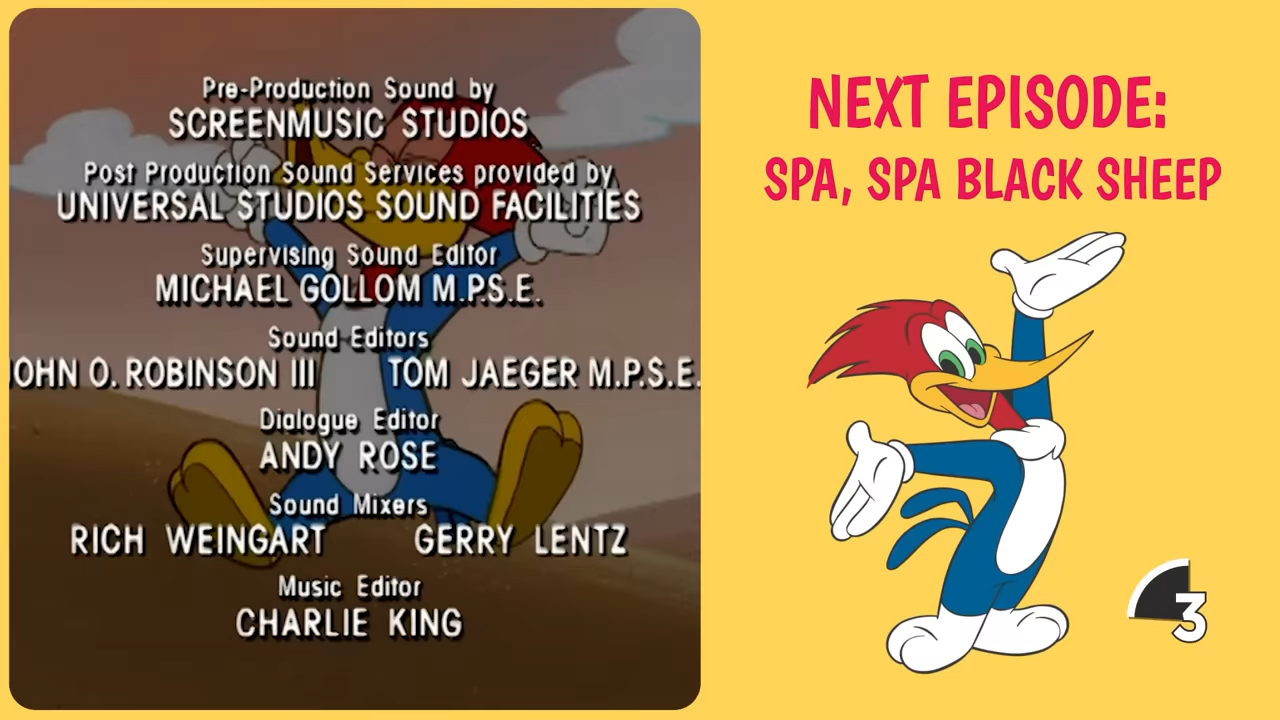 Pre-Production Sound by
SCREENMUSIC STUDIOS
Post Production Sound Services provided by
UNIVERSAL STUDIOS SOUND FACILITIES
Supervising Sound Editor
MICHAEL GOLLOM M.P.S.E.
Sound Editors
OHN O. ROBINSON III TOM JAEGER M.P.S.E.
Dialogue Editor
ANDY ROSE
Sound Mixers
RICH WEINGART GERRY LENTZ
Music Editor
CHARLIE KING
NEXT EPISODE:
SPA, SPA BLACK SHEEP
3